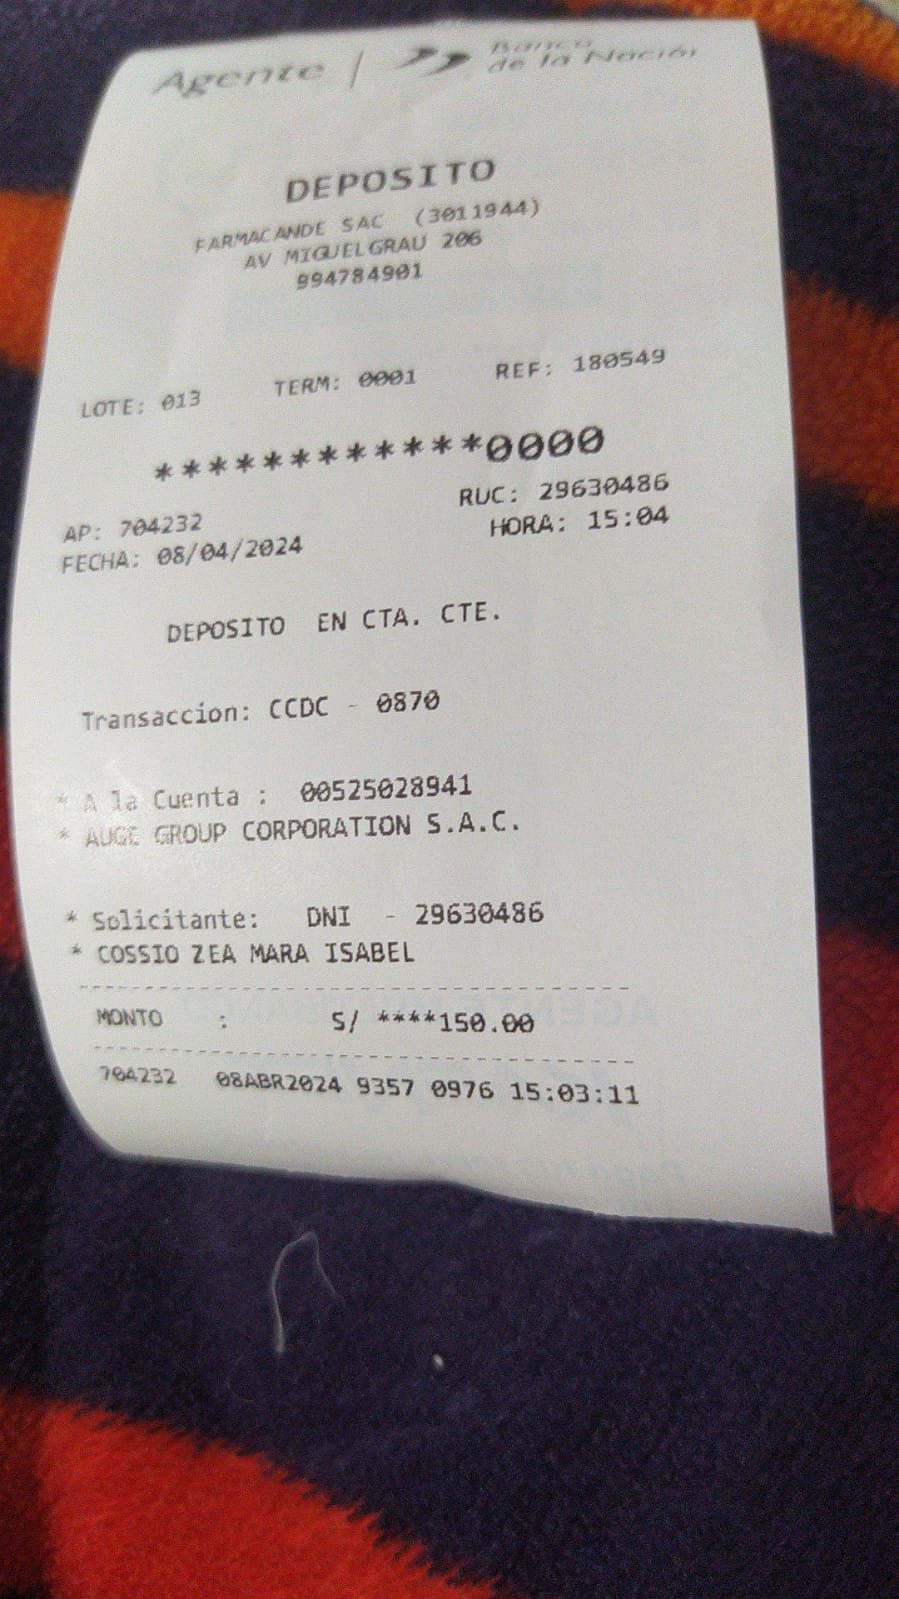 Agente | Banco de la Nación
DEPOSITO
FARMACANDE SAC (3011944)
AV MIGUELGRAU 206
994784901
LOTE: 013 TERM: 0001 REF: 180549
************0000
RUC: 29630486
AP: 704232
HORA: 15:04
FECHA: 08/04/2024
DEPOSITO EN CTA. CTE.
Transaccion: CCDC - 0870
* A la Cuenta : 00525028941
* AUGE GROUP CORPORATION S.A.C.
* Solicitante: DNI - 29630486
* COSSIO ZEA MARA ISABEL
MONTO : S/ ****150.00
704232 08ABR2024 9357 0976 15:03:11